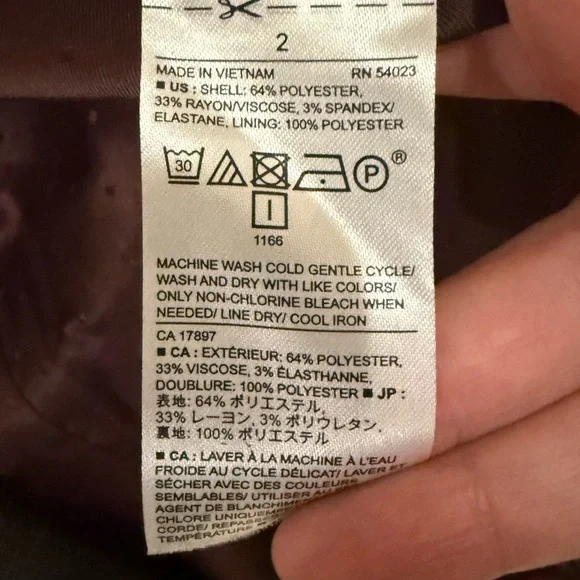 2
MADE IN VIETNAM RN 54023
■ US : SHELL: 64% POLYESTER,
33% RAYON/VISCOSE, 3% SPANDEX/
ELASTANE, LINING: 100% POLYESTER
30 P ®
1166
MACHINE WASH COLD GENTLE CYCLE/
WASH AND DRY WITH LIKE COLORS/
ONLY NON-CHLORINE BLEACH WHEN
NEEDED/ LINE DRY/ COOL IRON
CA 17897
■ CA : EXTÉRIEUR: 64% POLYESTER,
33% VISCOSE, 3% ÉLASTHANNE,
DOUBLURE: 100% POLYESTER ■ JP :
表地: 64% ポリエステル,
33% レーヨン, 3% ポリウレタン,
裏地: 100% ポリエステル
■ CA : LAVER À LA MACHINE À L'EAU
FROIDE AU CYCLE DÉLICAT/ LAVER ET
SÉCHER AVEC DES COULEURS
SEMBLABLES/ UTILISER
AGENT DE
CHLORE
CORDE/